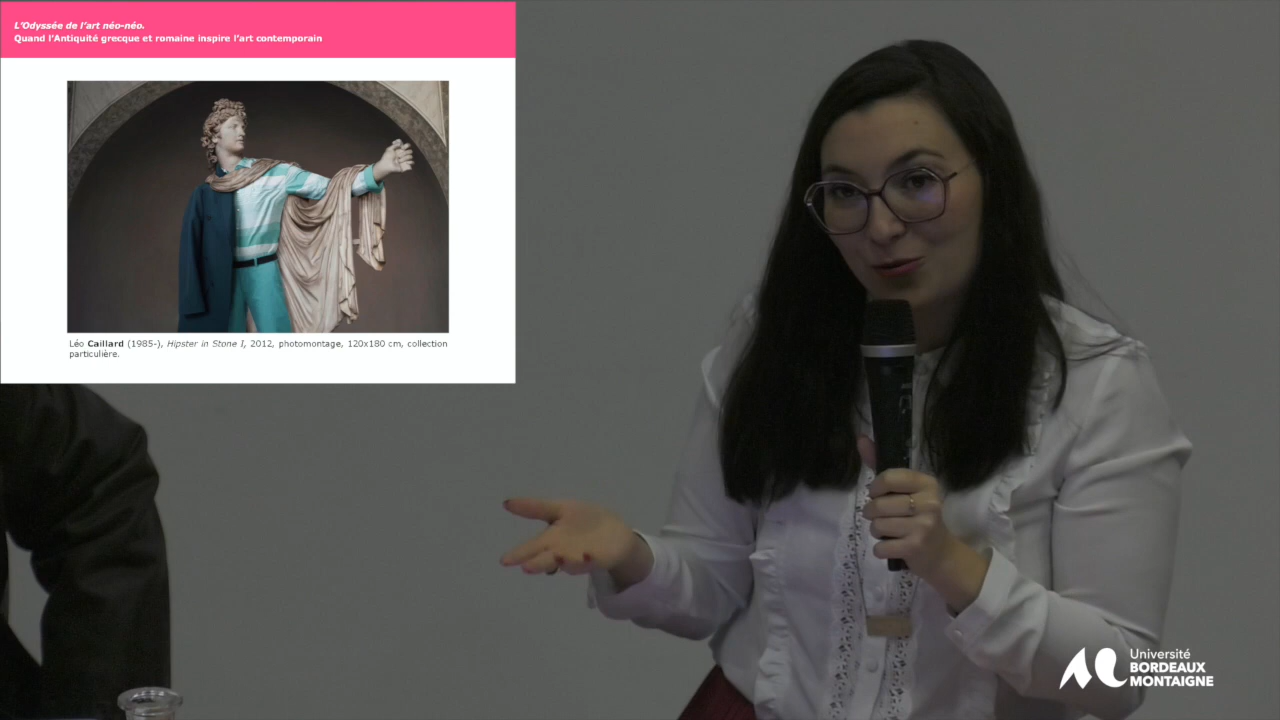 L'Odyssée de l'art néo-néo.
Quand l'Antiquité grecque et romaine inspire l'art contemporain
Léo Caillard (1985-), Hipster in Stone I, 2012, photomontage, 120x180 cm, collection
particulière.
Université
BORDEAUX
MONTAIGNE